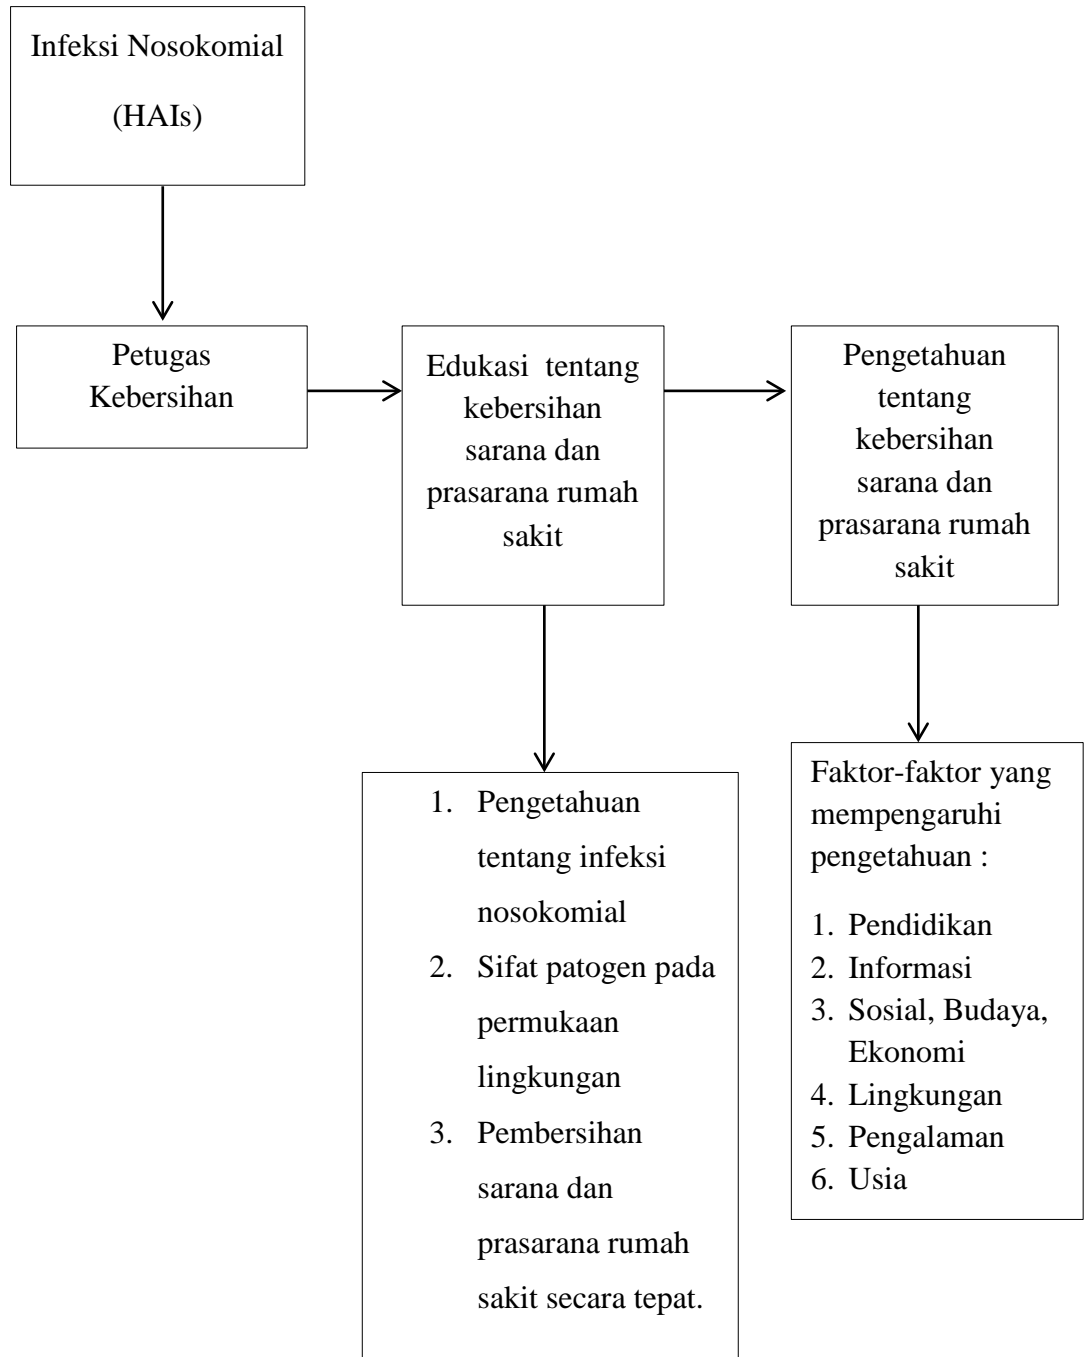 Infeksi Nosokomial
(HAIs)
Petugas
Kebersihan
Edukasi tentang
kebersihan
sarana dan
prasarana rumah
sakit
Pengetahuan
tentang
kebersihan
sarana dan
prasarana rumah
sakit
1. Pengetahuan
tentang infeksi
nosokomial
2. Sifat patogen pada
permukaan
lingkungan
3. Pembersihan
sarana dan
prasarana rumah
sakit secara tepat.
Faktor-faktor yang
mempengaruhi
pengetahuan :
1. Pendidikan
2. Informasi
3. Sosial, Budaya,
Ekonomi
4. Lingkungan
5. Pengalaman
6. Usia